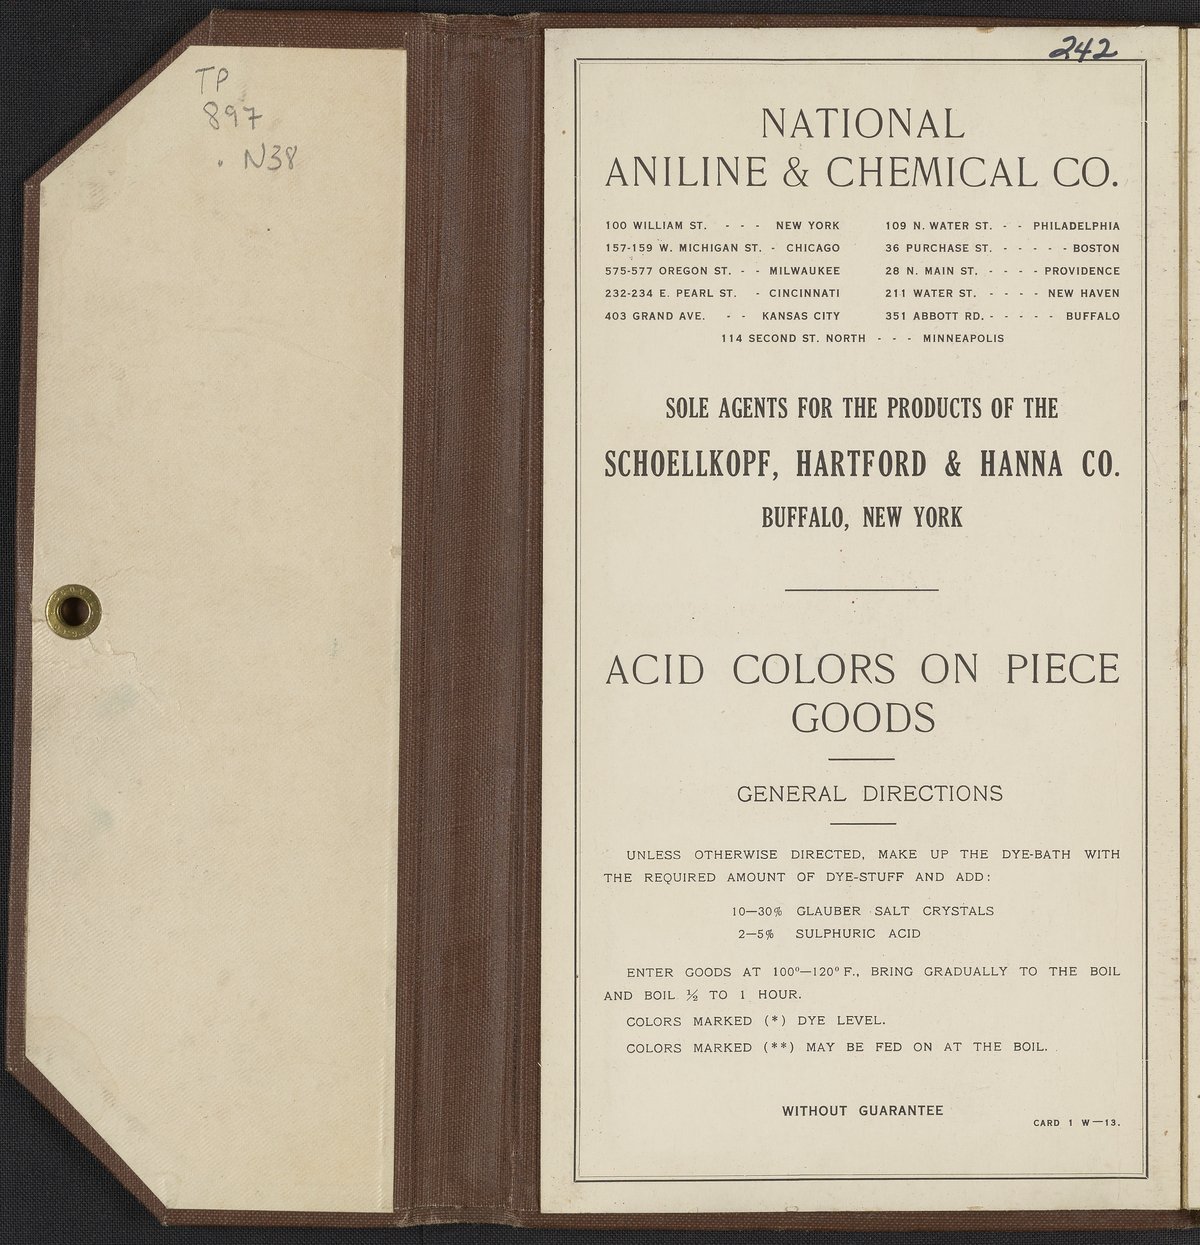 TP
897
. N38
242
NATIONAL
ANILINE & CHEMICAL CO.
100 WILLIAM ST. - - - NEW YORK
157-159 W. MICHIGAN ST. - CHICAGO
575-577 OREGON ST. - - MILWAUKEE
232-234 E. PEARL ST. - CINCINNATI
403 GRAND AVE. - - KANSAS CITY
109 N. WATER ST. - - PHILADELPHIA
36 PURCHASE ST. - - - - - BOSTON
28 N. MAIN ST. - - - - PROVIDENCE
211 WATER ST. - - - - NEW HAVEN
351 ABBOTT RD. - - - - - BUFFALO
114 SECOND ST. NORTH - - - MINNEAPOLIS
SOLE AGENTS FOR THE PRODUCTS OF THE
SCHOELLKOPF, HARTFORD & HANNA CO.
BUFFALO, NEW YORK
ACID COLORS ON PIECE
GOODS
GENERAL DIRECTIONS
UNLESS OTHERWISE DIRECTED, MAKE UP THE DYE-BATH WITH
THE REQUIRED AMOUNT OF DYE-STUFF AND ADD:
10—30% GLAUBER SALT CRYSTALS
2—5% SULPHURIC ACID
ENTER GOODS AT 100°—120° F., BRING GRADUALLY TO THE BOIL
AND BOIL ½ TO 1 HOUR.
COLORS MARKED (*) DYE LEVEL.
COLORS MARKED (**) MAY BE FED ON AT THE BOIL.
WITHOUT GUARANTEE
CARD 1 W—13.